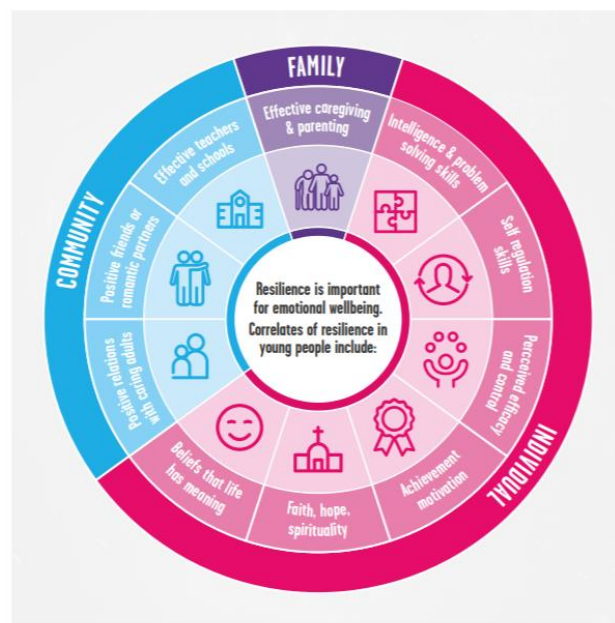 FAMILY
Effective caregiving
& parenting
Intelligence & problem
solving skills
Self regulation
skills
Perceived efficacy
and control
INDIVIDUAL
Achievement
motivation
Faith, hope,
spirituality
Beliefs that life
has meaning
Positive relations
with caring adults
Positive friends or
romantic partners
COMMUNITY
Effective teachers
and schools
Resilience is important
for emotional wellbeing.
Correlates of resilience in
young people include: